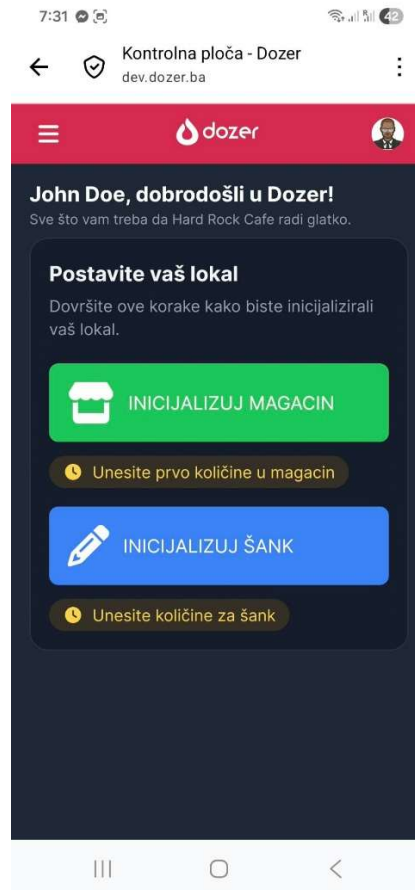 7:31
42
Kontrolna ploča - Dozer
dev.dozer.ba
dozer
John Doe, dobrodošli u Dozer!
Sve što vam treba da Hard Rock Cafe radi glatko.
Postavite vaš lokal
Dovršite ove korake kako biste inicijalizirali
vaš lokal.
INICIJALIZUJ MAGACIN
Unesite prvo količine u magacin
INICIJALIZUJ ŠANK
Unesite količine za šank